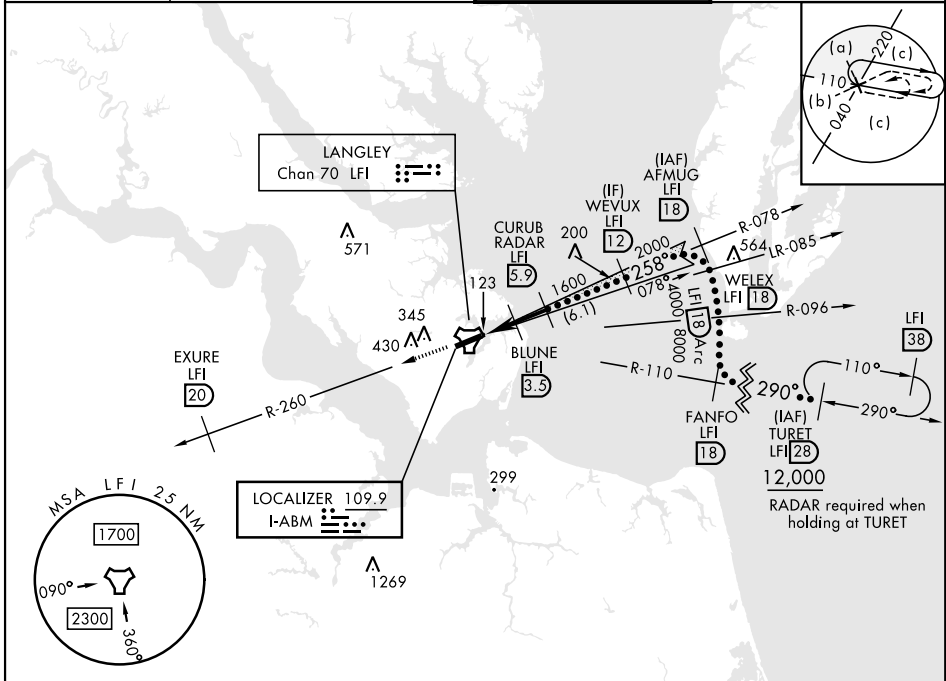 (a)
220
(c)
110
(b)
040
(c)
LANGLEY
Chan 70 LFI
571
(IAF)
AFMUG
LFI
18
(IF)
WEVUX
LFI
12
CURUB
RADAR
LFI
5.9
200
2000
R-078
564
LR-085
258°
1600
078°
(6.1)
WELEX
LFI 18
123
4000
8000
LFI 18 Arc
R-096
345
430
LFI
38
EXURE
LFI
20
BLUNE
LFI
3.5
R-110
110°
290°
290°
R-260
FANFO
LFI
18
(IAF)
TURET
LFI 28
12,000
RADAR required when
holding at TURET
299
LOCALIZER 109.9
I-ABM
1269
MSA LFI 25 NM
1700
090°
2300
360°